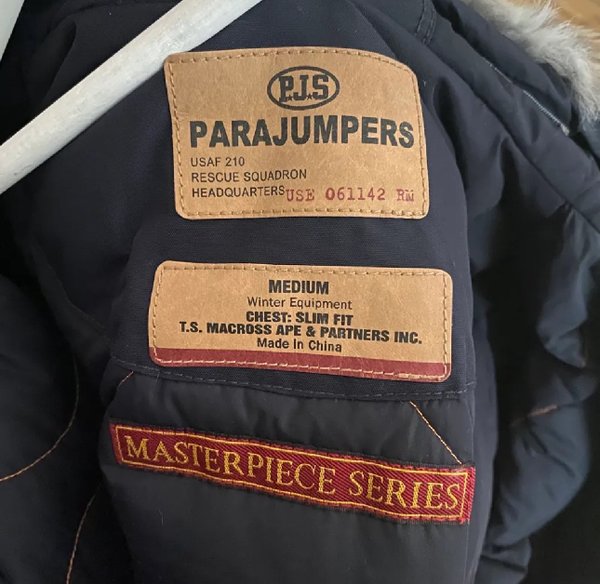 P.J.S
PARAJUMPERS
USAF 210
RESCUE SQUADRON
HEADQUARTERS USE 061142 RM
MEDIUM
Winter Equipment
CHEST: SLIM FIT
T.S. MACROSS APE & PARTNERS INC.
Made in China
MASTERPIECE SERIES